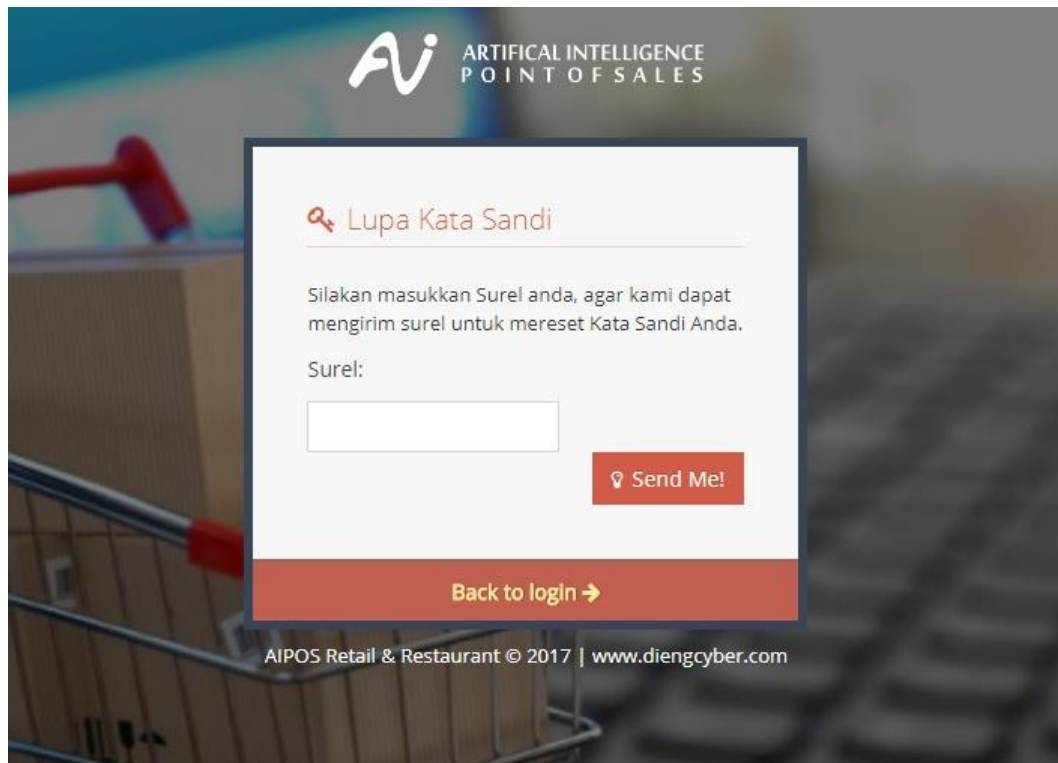 Ai ARTIFICAL INTELLIGENCE
POINT OF SALES
Lupa Kata Sandi
Silakan masukkan Surel anda, agar kami dapat
mengirim surel untuk mereset Kata Sandi Anda.
Surel:
Send Me!
Back to login
AIPOS Retail & Restaurant © 2017 | www.diengcyber.com